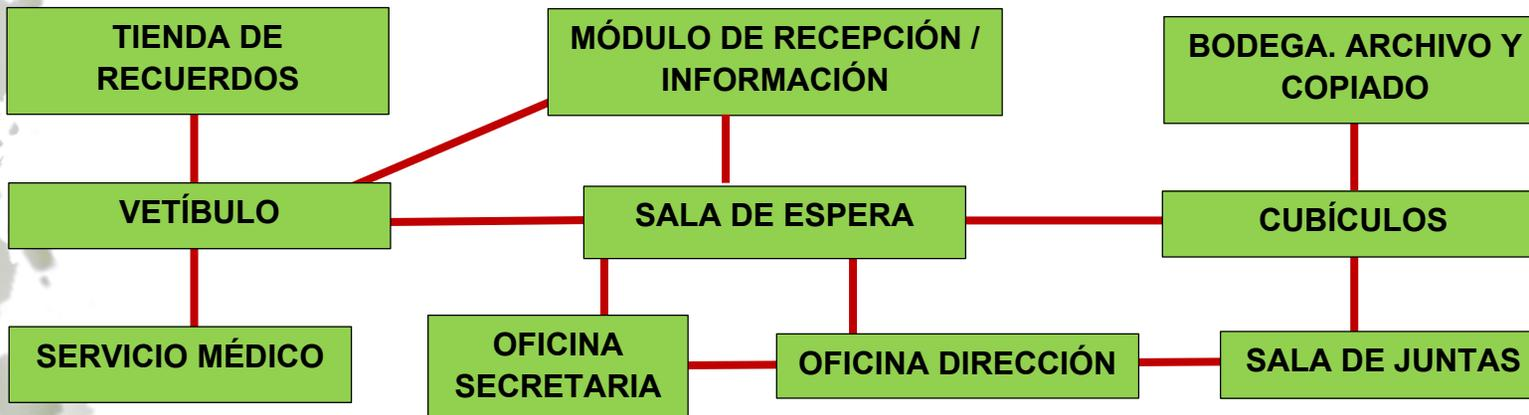 TIENDA DE
RECUERDOS
MÓDULO DE RECEPCIÓN /
INFORMACIÓN
BODEGA. ARCHIVO Y
COPIADO
VETÍBULO
SALA DE ESPERA
CUBÍCULOS
SERVICIO MÉDICO
OFICINA
SECRETARIA
OFICINA DIRECCIÓN
SALA DE JUNTAS